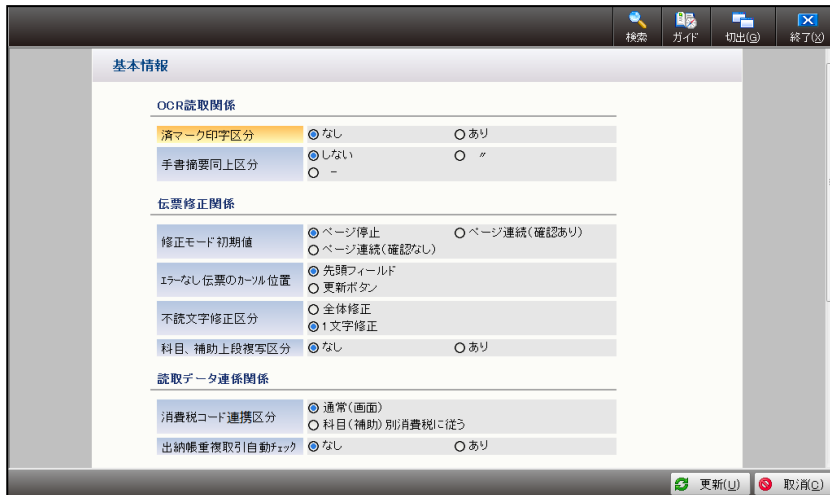 検索 ガイド 切出(G) 終了(X)
基本情報
OCR読取関係
済マーク印字区分 なし あり
手書摘要同上区分 しない 〃
－
伝票修正関係
修正モード初期値 ページ停止 ページ連続(確認あり)
ページ連続(確認なし)
ｴﾗｰなし伝票のｶｰｿﾙ位置 先頭フィールド
更新ボタン
不読文字修正区分 全体修正
1文字修正
科目、補助上段複写区分 なし あり
読取データ連係関係
消費税コード連携区分 通常(画面)
科目(補助)別消費税に従う
出納帳重複取引自動ﾁｪｯｸ なし あり
更新(U) 取消(C)